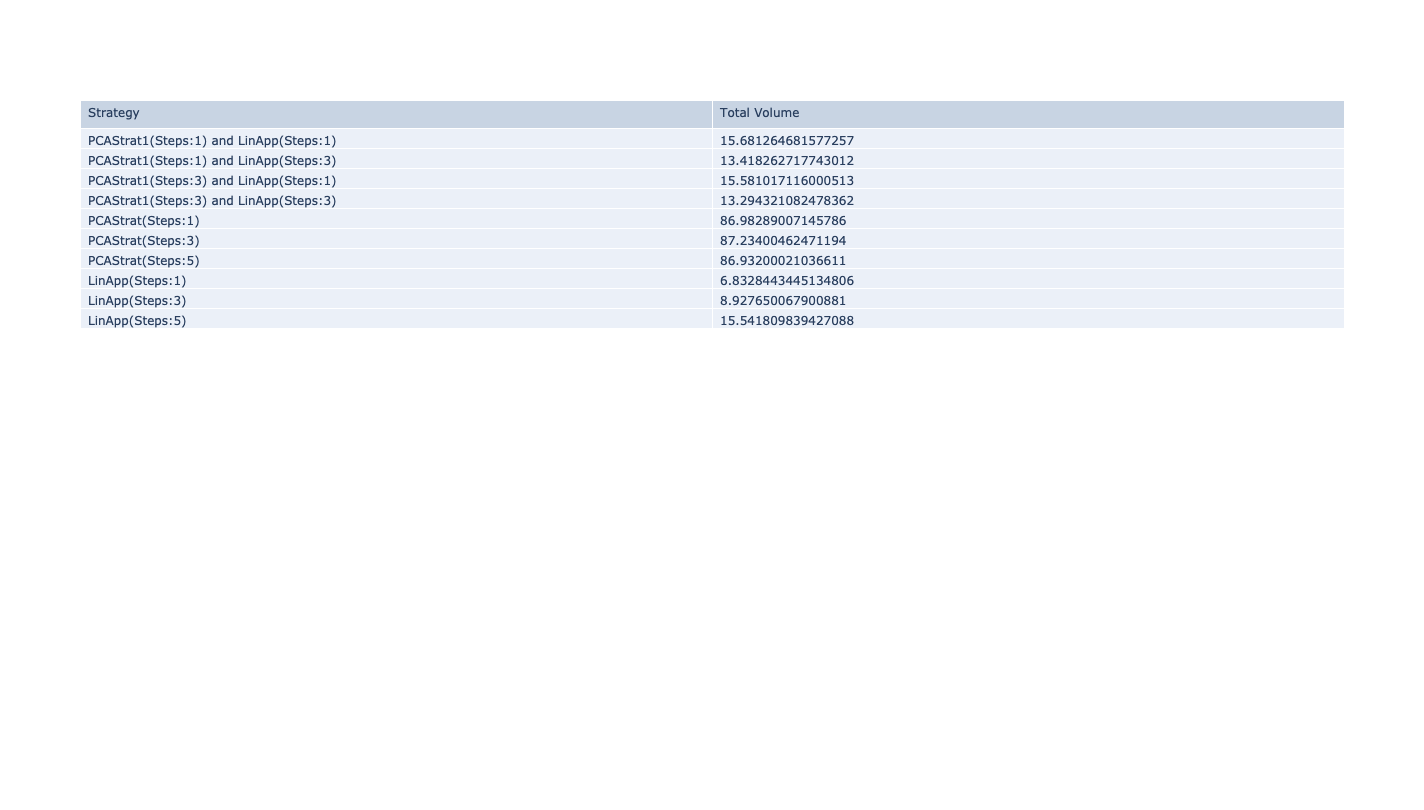 Strategy Total Volume
PCAStrat1(Steps:1) and LinApp(Steps:1) 15.681264681577257
PCAStrat1(Steps:1) and LinApp(Steps:3) 13.418262717743012
PCAStrat1(Steps:3) and LinApp(Steps:1) 15.581017116000513
PCAStrat1(Steps:3) and LinApp(Steps:3) 13.294321082478362
PCAStrat(Steps:1) 86.98289007145786
PCAStrat(Steps:3) 87.23400462471194
PCAStrat(Steps:5) 86.93200021036611
LinApp(Steps:1) 6.8328443445134806
LinApp(Steps:3) 8.927650067900881
LinApp(Steps:5) 15.541809839427088